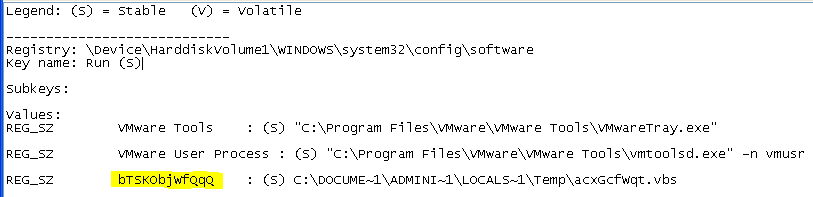 Legend: (S) = Stable (V) = Volatile
----------------------------
Registry: \Device\HarddiskVolume1\WINDOWS\system32\config\software
Key name: Run (S)
Subkeys:
Values:
REG_SZ VMware Tools : (S) "C:\Program Files\VMware\VMware Tools\VMwareTray.exe"
REG_SZ VMware User Process : (S) "C:\Program Files\VMware\VMware Tools\vmtoolsd.exe" -n vmusr
REG_SZ bTSKObjWfQqQ : (S) C:\DOCUME~1\ADMINI~1\LOCALS~1\Temp\acxGcfWqt.vbs